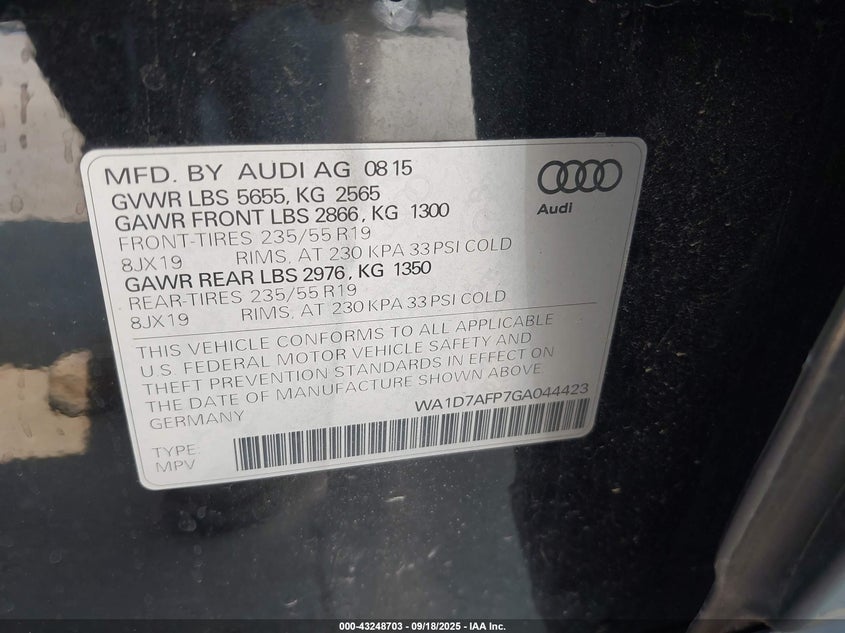 MFD. BY AUDI AG 08 15
GVWR LBS 5655, KG 2565
GAWR FRONT LBS 2866, KG 1300
FRONT-TIRES 235/55 R19
8JX19 RIMS, AT 230 KPA 33 PSI COLD
GAWR REAR LBS 2976, KG 1350
REAR-TIRES 235/55 R19
8JX19 RIMS, AT 230 KPA 33 PSI COLD
Audi
THIS VEHICLE CONFORMS TO ALL APPLICABLE
U.S. FEDERAL MOTOR VEHICLE SAFETY AND
THEFT PREVENTION STANDARDS IN EFFECT ON
THE DATE OF MANUFACTURE SHOWN ABOVE.
GERMANY WA1D7AFP7GA044423
TYPE:
MPV
000-43248703 - 09/18/2025 - IAA Inc.